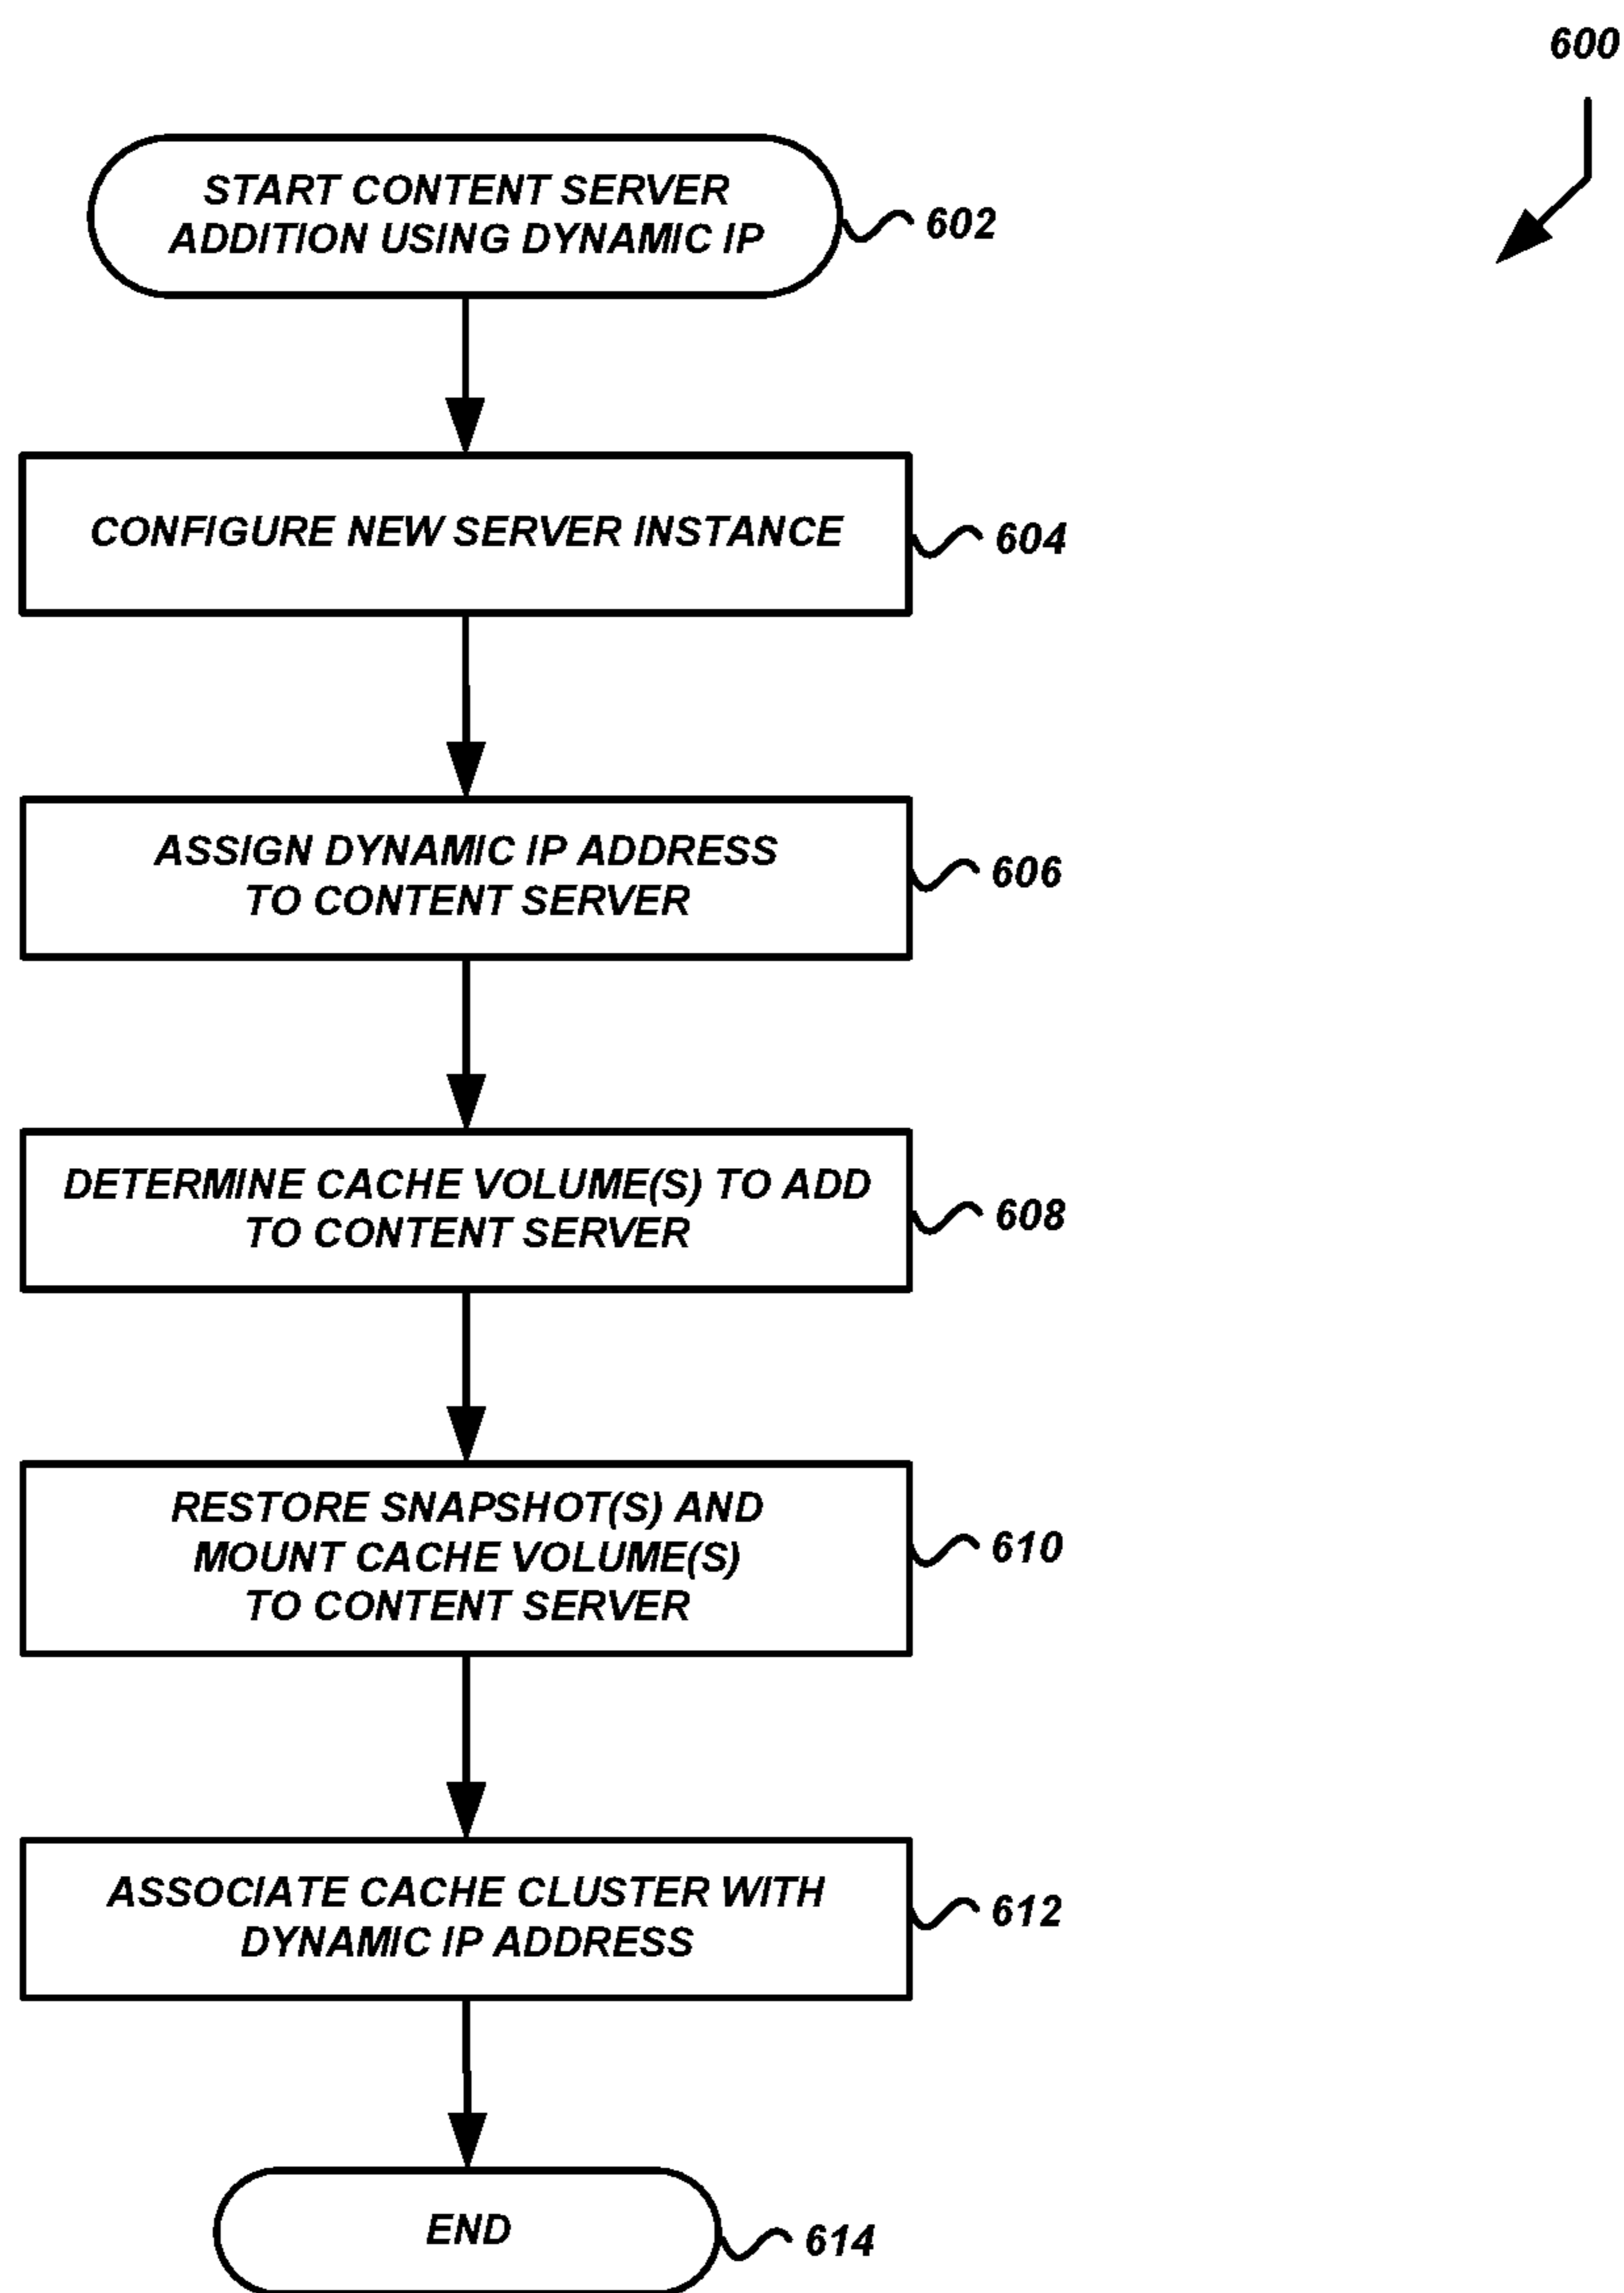 600
START CONTENT SERVER
ADDITION USING DYNAMIC IP
602
CONFIGURE NEW SERVER INSTANCE
604
ASSIGN DYNAMIC IP ADDRESS
TO CONTENT SERVER
606
DETERMINE CACHE VOLUME(S) TO ADD
TO CONTENT SERVER
608
RESTORE SNAPSHOT(S) AND
MOUNT CACHE VOLUME(S)
TO CONTENT SERVER
610
ASSOCIATE CACHE CLUSTER WITH
DYNAMIC IP ADDRESS
612
END
614